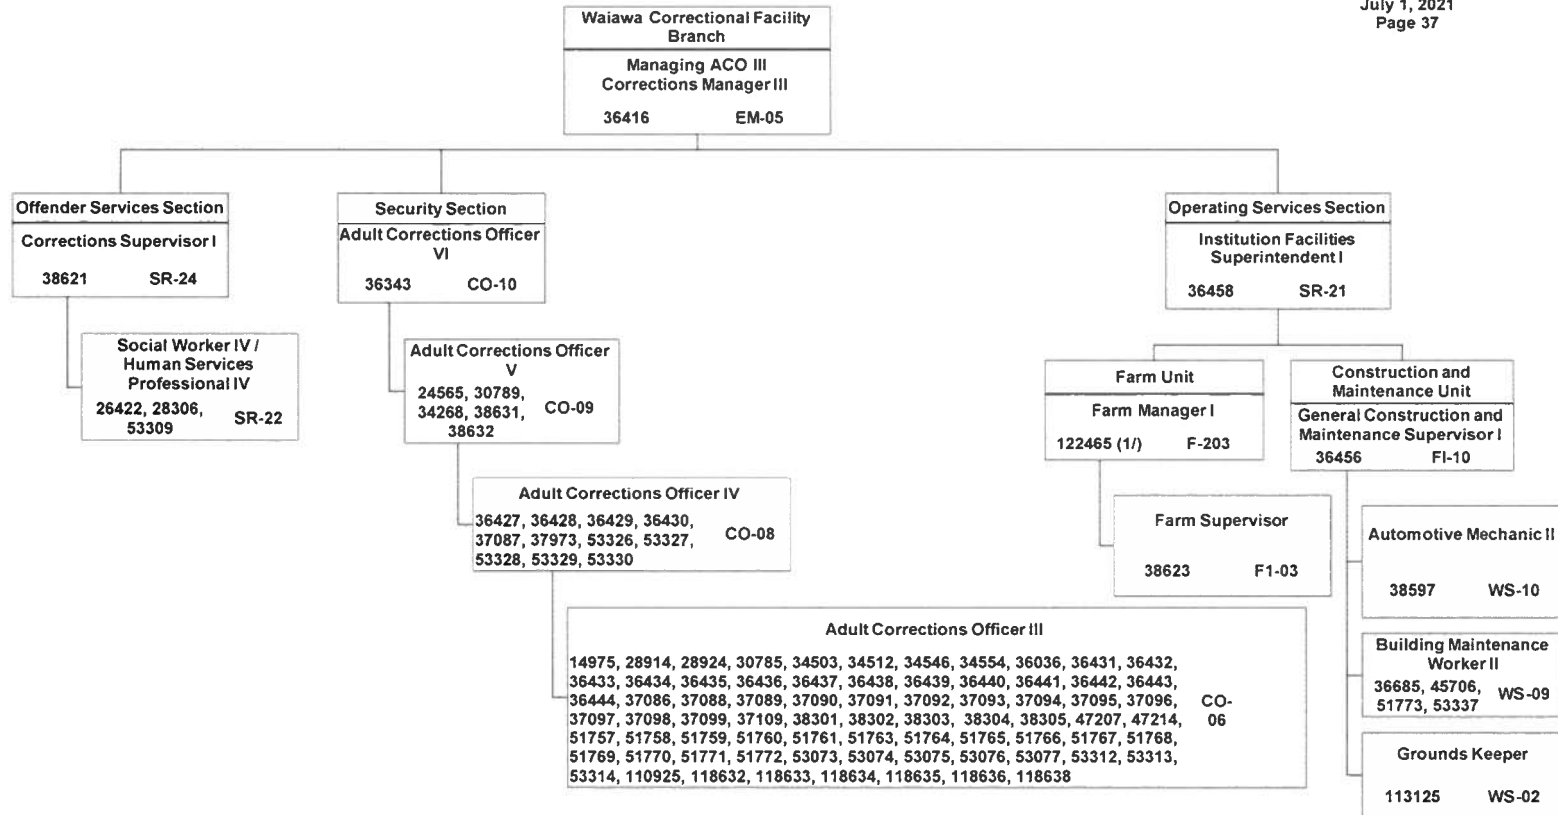 July 1, 2021
Page 37
Waiawa Correctional Facility
Branch
Managing ACO III
Corrections Manager III
36416 EM-05
Offender Services Section
Corrections Supervisor I
38621 SR-24
Social Worker IV /
Human Services
Professional IV
26422, 28306,
53309
SR-22
Security Section
Adult Corrections Officer
VI
36343 CO-10
Adult Corrections Officer
V
24565, 30789,
34268, 38631,
38632
CO-09
Adult Corrections Officer IV
36427, 36428, 36429, 36430,
37087, 37973, 53326, 53327,
53328, 53329, 53330
CO-08
Adult Corrections Officer III
14975, 28914, 28924, 30785, 34503, 34512, 34546, 34554, 36036, 36431, 36432,
36433, 36434, 36435, 36436, 36437, 36438, 36439, 36440, 36441, 36442, 36443,
36444, 37086, 37088, 37089, 37090, 37091, 37092, 37093, 37094, 37095, 37096,
37097, 37098, 37099, 37109, 38301, 38302, 38303, 38304, 38305, 47207, 47214,
51757, 51758, 51759, 51760, 51761, 51763, 51764, 51765, 51766, 51767, 51768,
51769, 51770, 51771, 51772, 53073, 53074, 53075, 53076, 53077, 53312, 53313,
53314, 110925, 118632, 118633, 118634, 118635, 118636, 118638
CO-
06
Operating Services Section
Institution Facilities
Superintendent I
36458 SR-21
Farm Unit
Farm Manager I
122465 (1/) F-203
Farm Supervisor
38623 F1-03
Construction and
Maintenance Unit
General Construction and
Maintenance Supervisor I
36456 FI-10
Automotive Mechanic II
38597 WS-10
Building Maintenance
Worker II
36685, 45706,
51773, 53337
WS-09
Grounds Keeper
113125 WS-02